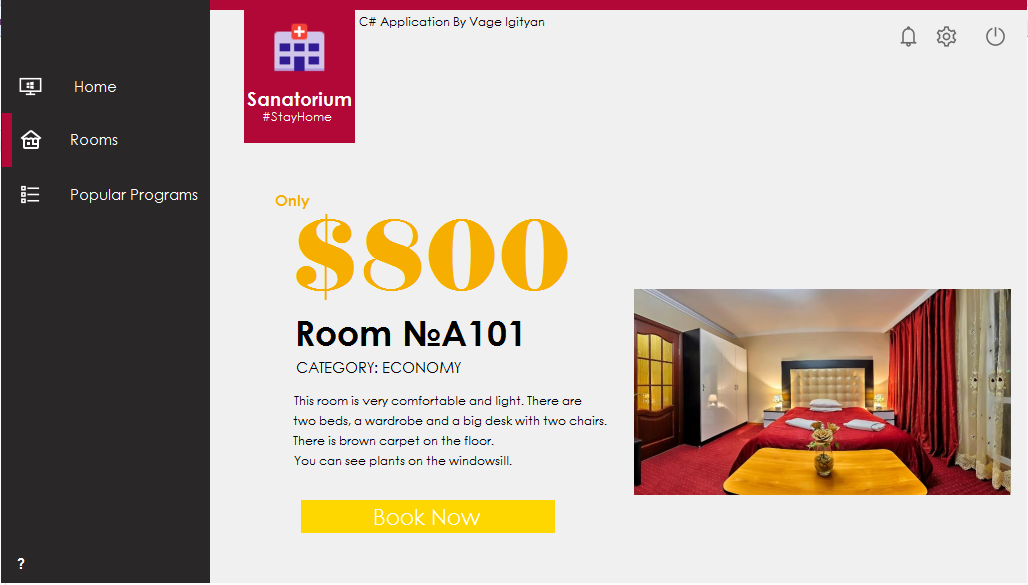 C# Application By Vage Igityan
Sanatorium
#StayHome
Home
Rooms
Popular Programs
Only
$800
Room №A101
CATEGORY: ECONOMY
This room is very comfortable and light. There are
two beds, a wardrobe and a big desk with two chairs.
There is brown carpet on the floor.
You can see plants on the windowsill.
Book Now
?